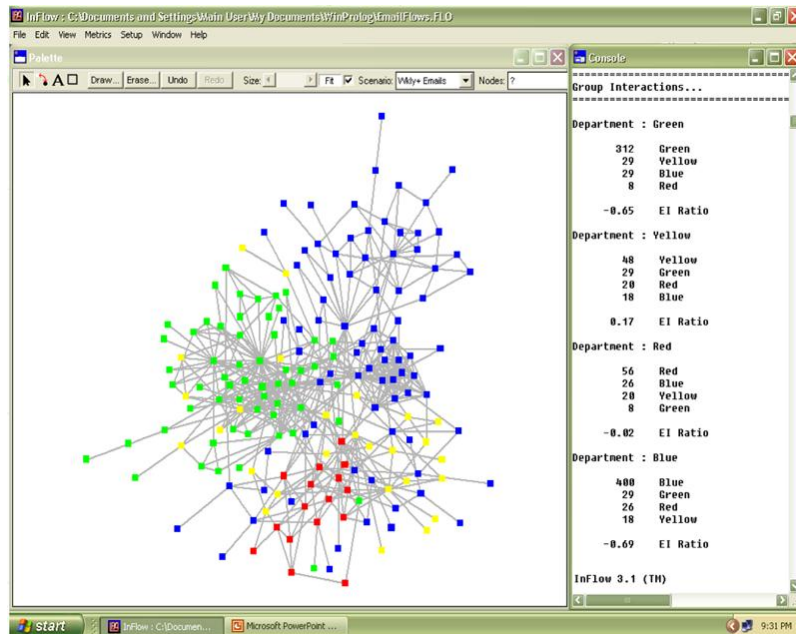 InFlow : C:\Documents and Settings\Main User\My Documents\WinProlog\EmailFlows.FLO
File Edit View Metrics Setup Window Help
Palette
A Draw... Erase... Undo Redo Size: Fit Scenario: Wkly+ Emails Nodes: ?
Console
Group Interactions...
Department : Green
312 Green
29 Yellow
29 Blue
8 Red
-0.65 EI Ratio
Department : Yellow
48 Yellow
29 Green
20 Red
18 Blue
0.17 EI Ratio
Department : Red
56 Red
26 Blue
20 Yellow
8 Green
-0.02 EI Ratio
Department : Blue
400 Blue
29 Green
26 Red
18 Yellow
-0.69 EI Ratio
InFlow 3.1 (TM)
start InFlow : C:\Documen... Microsoft PowerPoint ... 9:31 PM